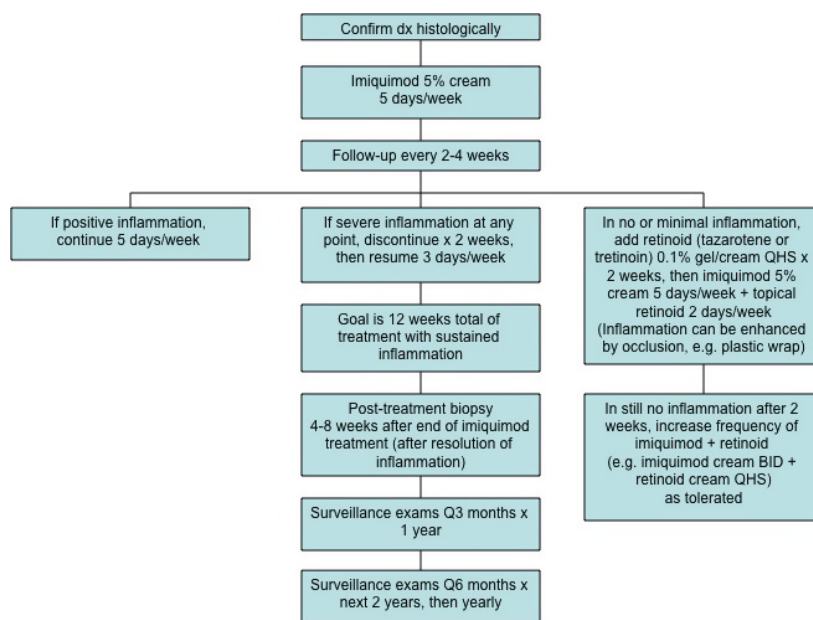 Confirm dx histologically
Imiquimod 5% cream
5 days/week
Follow-up every 2-4 weeks
If positive inflammation,
continue 5 days/week
If severe inflammation at any
point, discontinue x 2 weeks,
then resume 3 days/week
In no or minimal inflammation,
add retinoid (tazarotene or
tretinoin) 0.1% gel/cream QHS x
2 weeks, then imiquimod 5%
cream 5 days/week + topical
retinoid 2 days/week
(Inflammation can be enhanced
by occlusion, e.g. plastic wrap)
Goal is 12 weeks total of
treatment with sustained
inflammation
Post-treatment biopsy
4-8 weeks after end of imiquimod
treatment (after resolution of
inflammation)
In still no inflammation after 2
weeks, increase frequency of
imiquimod + retinoid
(e.g. imiquimod cream BID +
retinoid cream QHS)
as tolerated
Surveillance exams Q3 months x
1 year
Surveillance exams Q6 months x
next 2 years, then yearly